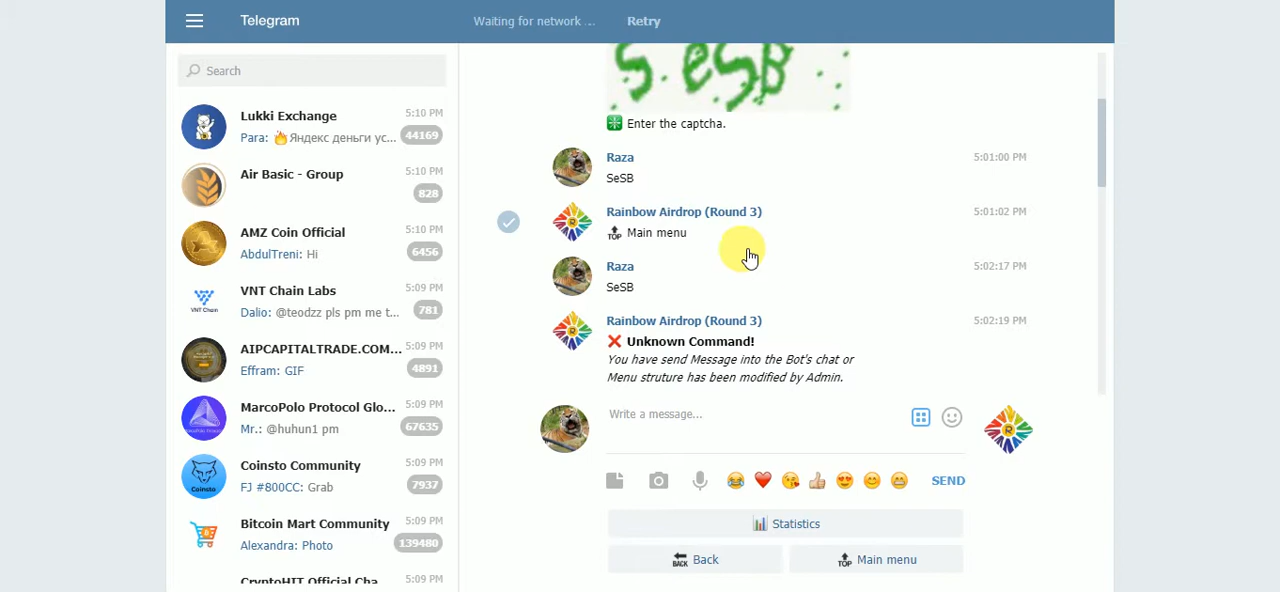 Telegram
Waiting for network ...
Retry
Search
Lukki Exchange
5:10 PM
Para: 🔥Яндекс деньги ус...
44169
Air Basic - Group
5:10 PM
828
AMZ Coin Official
5:10 PM
AbdulTreni: Hi
6456
VNT Chain Labs
5:09 PM
Dalio: @teodzz pls pm me t...
781
AIPCAPITALTRADE.COM...
5:09 PM
Effram: GIF
4891
MarcoPolo Protocol Glo...
5:09 PM
Mr.: @huhun1 pm
67635
Coinsto Community
5:09 PM
FJ #800CC: Grab
7937
Bitcoin Mart Community
5:09 PM
Alexandra: Photo
139480
CryptoHIT Official Cha...
5:09 PM
SeSB
Enter the captcha.
Raza
5:01:00 PM
SeSB
Rainbow Airdrop (Round 3)
5:01:02 PM
🔝 Main menu
Raza
5:02:17 PM
SeSB
Rainbow Airdrop (Round 3)
5:02:19 PM
❌ Unknown Command!
You have send Message into the Bot's chat or
Menu struture has been modified by Admin.
Write a message...
SEND
📊 Statistics
🔙 Back
🔝 Main menu